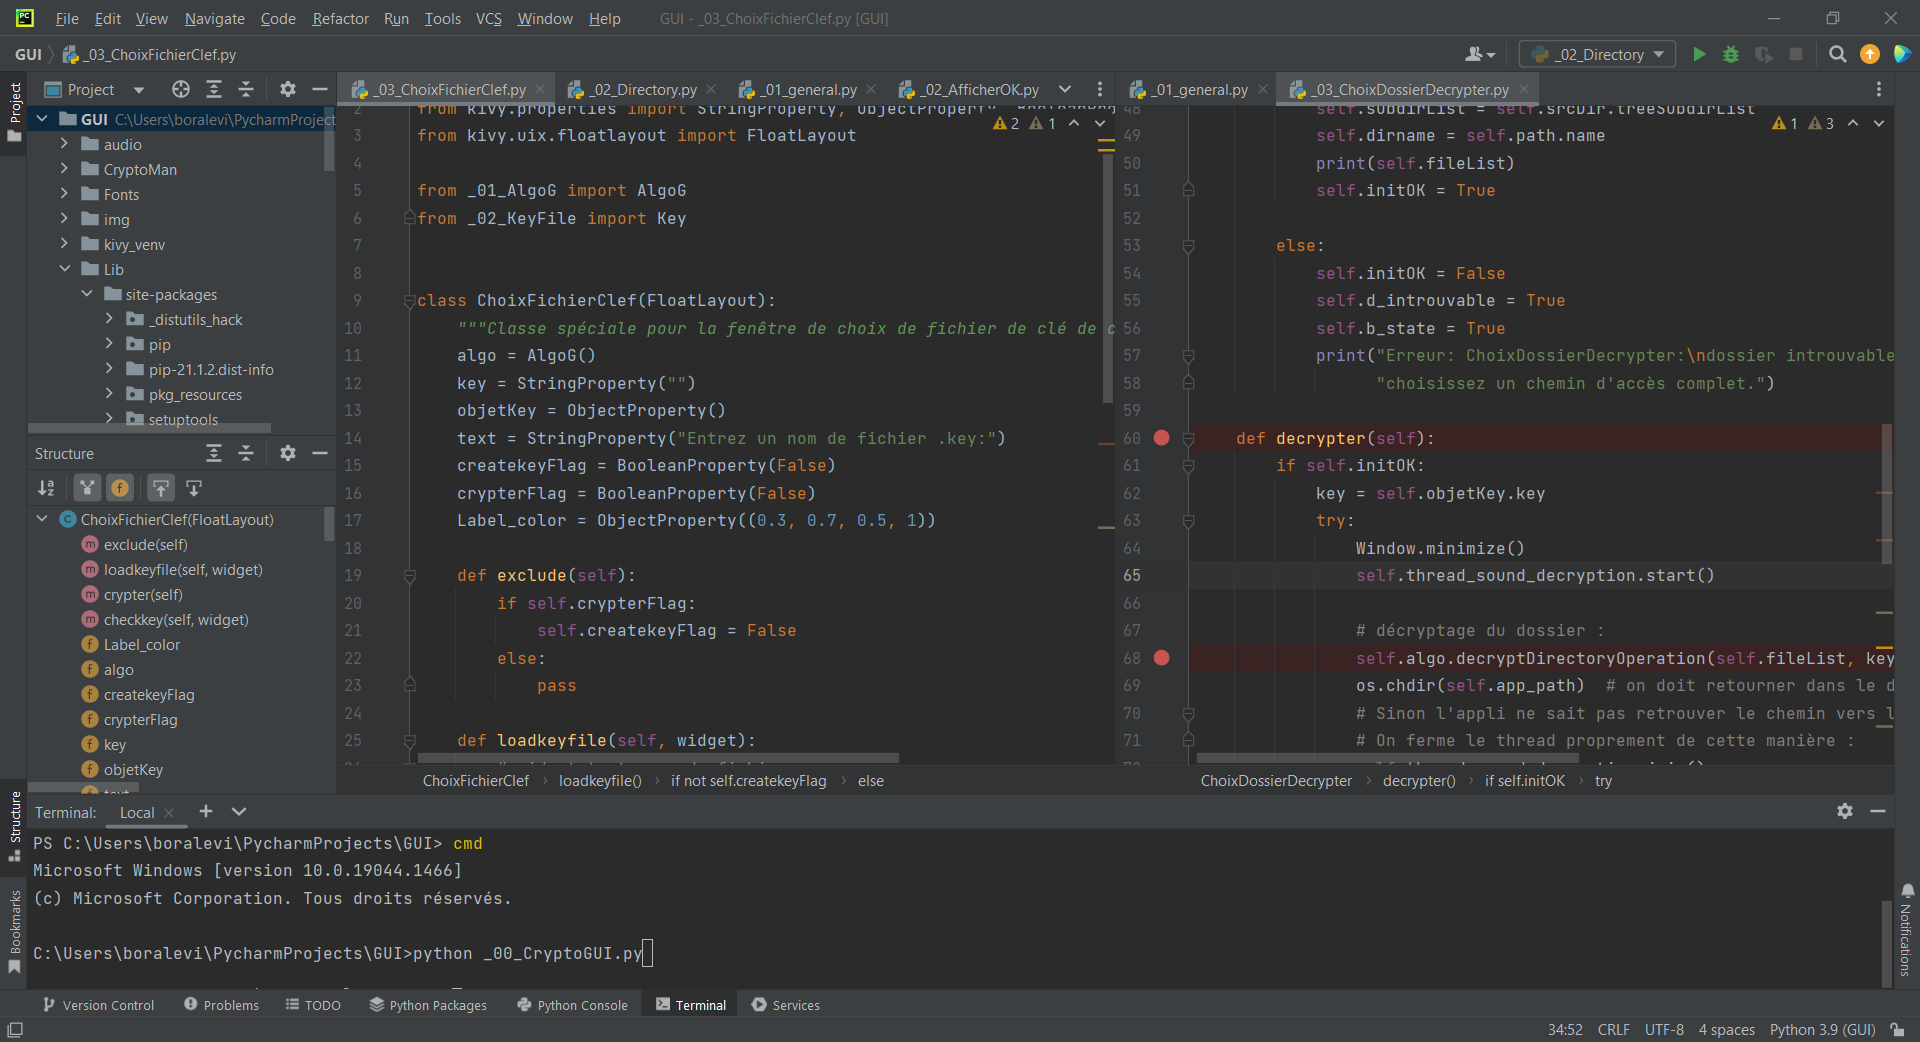 PC File Edit View Navigate Code Refactor Run Tools VCS Window Help GUI - _03_ChoixFichierClef.py [GUI]
GUI _03_ChoixFichierClef.py _02_Directory
Project _03_ChoixFichierClef.py _02_Directory.py _01_general.py _02_AfficherOK.py _01_general.py _03_ChoixDossierDecrypter.py
Project
GUI C:\Users\boralevi\PycharmProject
audio
CryptoMan
Fonts
img
kivy_venv
Lib
site-packages
_distutils_hack
pip
pip-21.1.2.dist-info
pkg_resources
setuptools
Structure
ChoixFichierClef(FloatLayout)
exclude(self)
loadkeyfile(self, widget)
crypter(self)
checkkey(self, widget)
Label_color
algo
createkeyFlag
crypterFlag
key
objetKey
text
2 from kivy.properties import StringProperty, ObjectProperty, BooleanProp
2 1
3 from kivy.uix.floatlayout import FloatLayout
4
5 from _01_AlgoG import AlgoG
6 from _02_KeyFile import Key
7
8
9 class ChoixFichierClef(FloatLayout):
10 """Classe spéciale pour la fenêtre de choix de fichier de clé de c
11 algo = AlgoG()
12 key = StringProperty("")
13 objetKey = ObjectProperty()
14 text = StringProperty("Entrez un nom de fichier .key:")
15 createkeyFlag = BooleanProperty(False)
16 crypterFlag = BooleanProperty(False)
17 Label_color = ObjectProperty((0.3, 0.7, 0.5, 1))
18
19 def exclude(self):
20 if self.crypterFlag:
21 self.createkeyFlag = False
22 else:
23 pass
24
25 def loadkeyfile(self, widget):
ChoixFichierClef loadkeyfile() if not self.createkeyFlag else
48 self.subdirList = self.srcDir.treeSubdirList
1 3
49 self.dirname = self.path.name
50 print(self.fileList)
51 self.initOK = True
52
53 else:
54 self.initOK = False
55 self.d_introuvable = True
56 self.b_state = True
57 print("Erreur: ChoixDossierDecrypter:\ndossier introuvable
58 "choisissez un chemin d'accès complet.")
59
60 def decrypter(self):
61 if self.initOK:
62 key = self.objetKey.key
63 try:
64 Window.minimize()
65 self.thread_sound_decryption.start()
66
67 # décryptage du dossier :
68 self.algo.decryptDirectoryOperation(self.fileList, key
69 os.chdir(self.app_path) # on doit retourner dans le d
70 # Sinon l'appli ne sait pas retrouver le chemin vers l
71 # On ferme le thread proprement de cette manière :
ChoixDossierDecrypter decrypter() if self.initOK try
Structure
Bookmarks
Notifications
Terminal: Local
PS C:\Users\boralevi\PycharmProjects\GUI> cmd
Microsoft Windows [version 10.0.19044.1466]
(c) Microsoft Corporation. Tous droits réservés.
C:\Users\boralevi\PycharmProjects\GUI>python _00_CryptoGUI.py
Version Control Problems TODO Python Packages Python Console Terminal Services
34:52 CRLF UTF-8 4 spaces Python 3.9 (GUI)